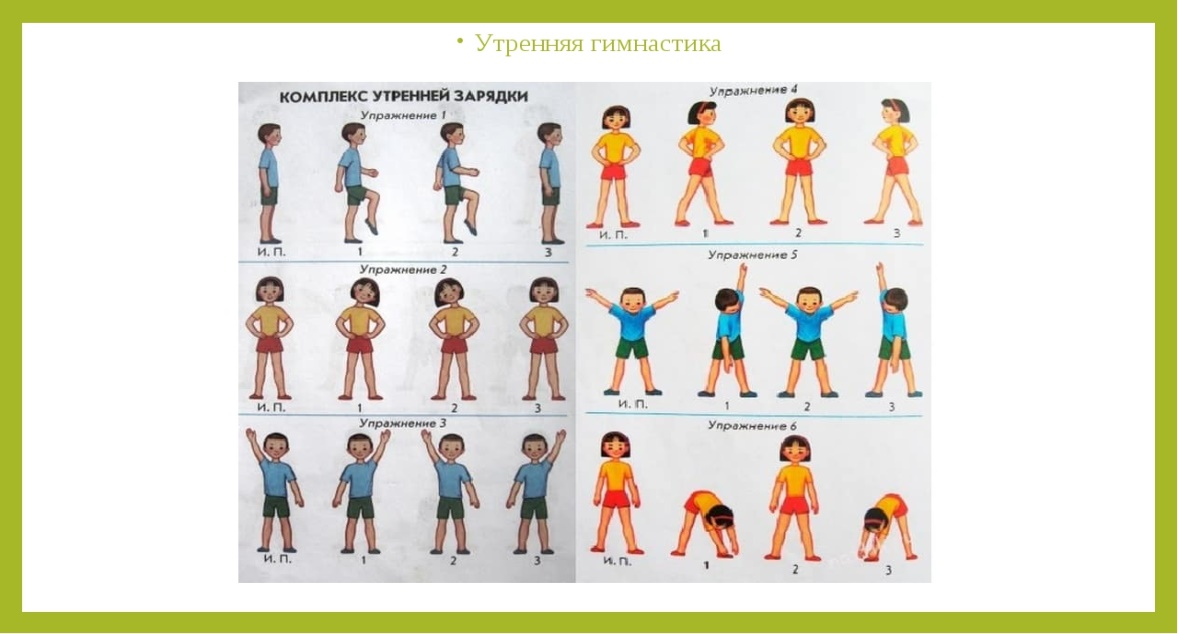 • Утренняя гимнастика
КОМПЛЕКС УТРЕННЕЙ ЗАРЯДКИ
Упражнение 1
И. П. 1 2 3
Упражнение 2
И. П. 1 2 3
Упражнение 3
И. П. 1 2 3
Упражнение 4
И. П. 1 2 3
Упражнение 5
И. П. 1 2 3
Упражнение 6
И. П. 1 2 3